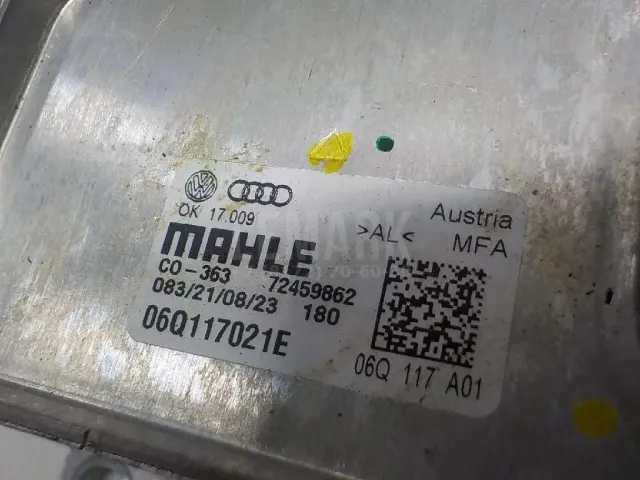 OK 17.009
MAHLE
CO-363 72459862
083/21/08/23 180
06Q117021E
Austria
>AL< MFA
06Q 117 A01